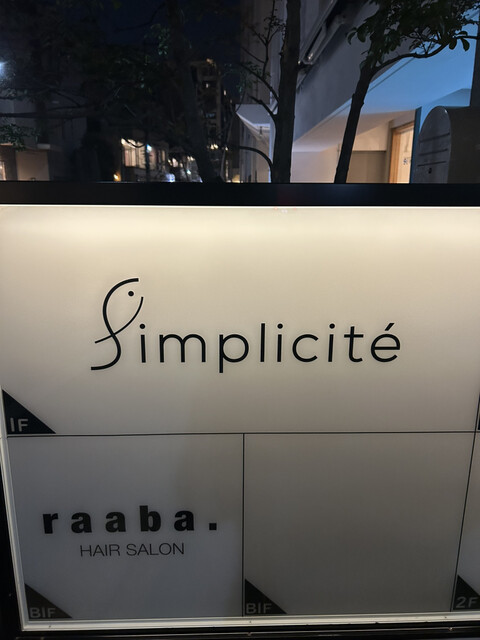 Simplicité
1F
raaba.
HAIR SALON
B1F
B1F
2F